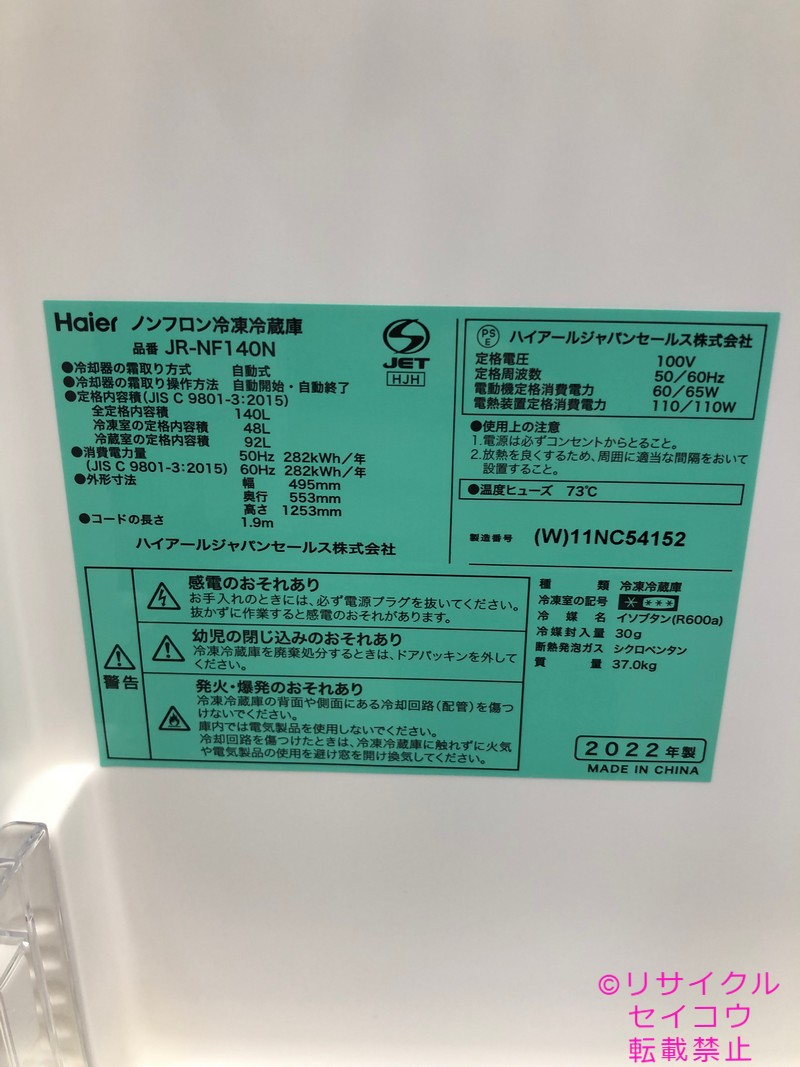 Haier ノンフロン冷凍冷蔵庫
品番 JR-NF140N
●冷却器の霜取り方式 自動式
●冷却器の霜取り操作方法 自動開始・自動終了
●定格内容積(JIS C 9801-3:2015)
全定格内容積 140L
冷凍室の定格内容積 48L
冷蔵室の定格内容積 92L
●消費電力量 50Hz 282kWh/年
(JIS C 9801-3:2015) 60Hz 282kWh/年
●外形寸法 幅 495mm
奥行 553mm
高さ 1253mm
●コードの長さ 1.9m
ハイアールジャパンセールス株式会社
JET
HJH
PSE ハイアールジャパンセールス株式会社
定格電圧 100V
定格周波数 50/60Hz
電動機定格消費電力 60/65W
電熱装置定格消費電力 110/110W
●使用上の注意
1.電源は必ずコンセントからとること。
2.放熱を良くするため、周囲に適当な間隔をおいて
設置すること。
●温度ヒューズ 73℃
製造番号 (W)11NC54152
警告
感電のおそれあり
お手入れのときには、必ず電源プラグを抜いてください。
抜かずに作業すると感電のおそれがあります。
幼児の閉じ込みのおそれあり
冷凍冷蔵庫を廃棄処分するときは、ドアパッキンを外して
ください。
発火・爆発のおそれあり
冷凍冷蔵庫の背面や側面にある冷却回路(配管)を傷つ
けないでください。
庫内では電気製品を使用しないでください。
冷却回路を傷つけたときは、冷凍冷蔵庫に触れずに火気
や電気製品の使用を避け窓を開け換気してください。
種類 冷凍冷蔵庫
冷凍室の記号 * ***
冷媒名 イソブタン(R600a)
冷媒封入量 30g
断熱発泡ガス シクロペンタン
質量 37.0kg
2022年製
MADE IN CHINA
©リサイクル
セイコウ
転載禁止